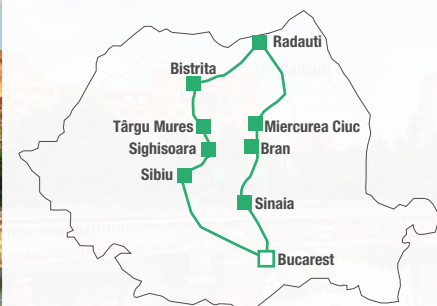 Radauti
Bistrita
Târgu Mures
Miercurea Ciuc
Sighisoara
Bran
Sibiu
Sinaia
Bucarest